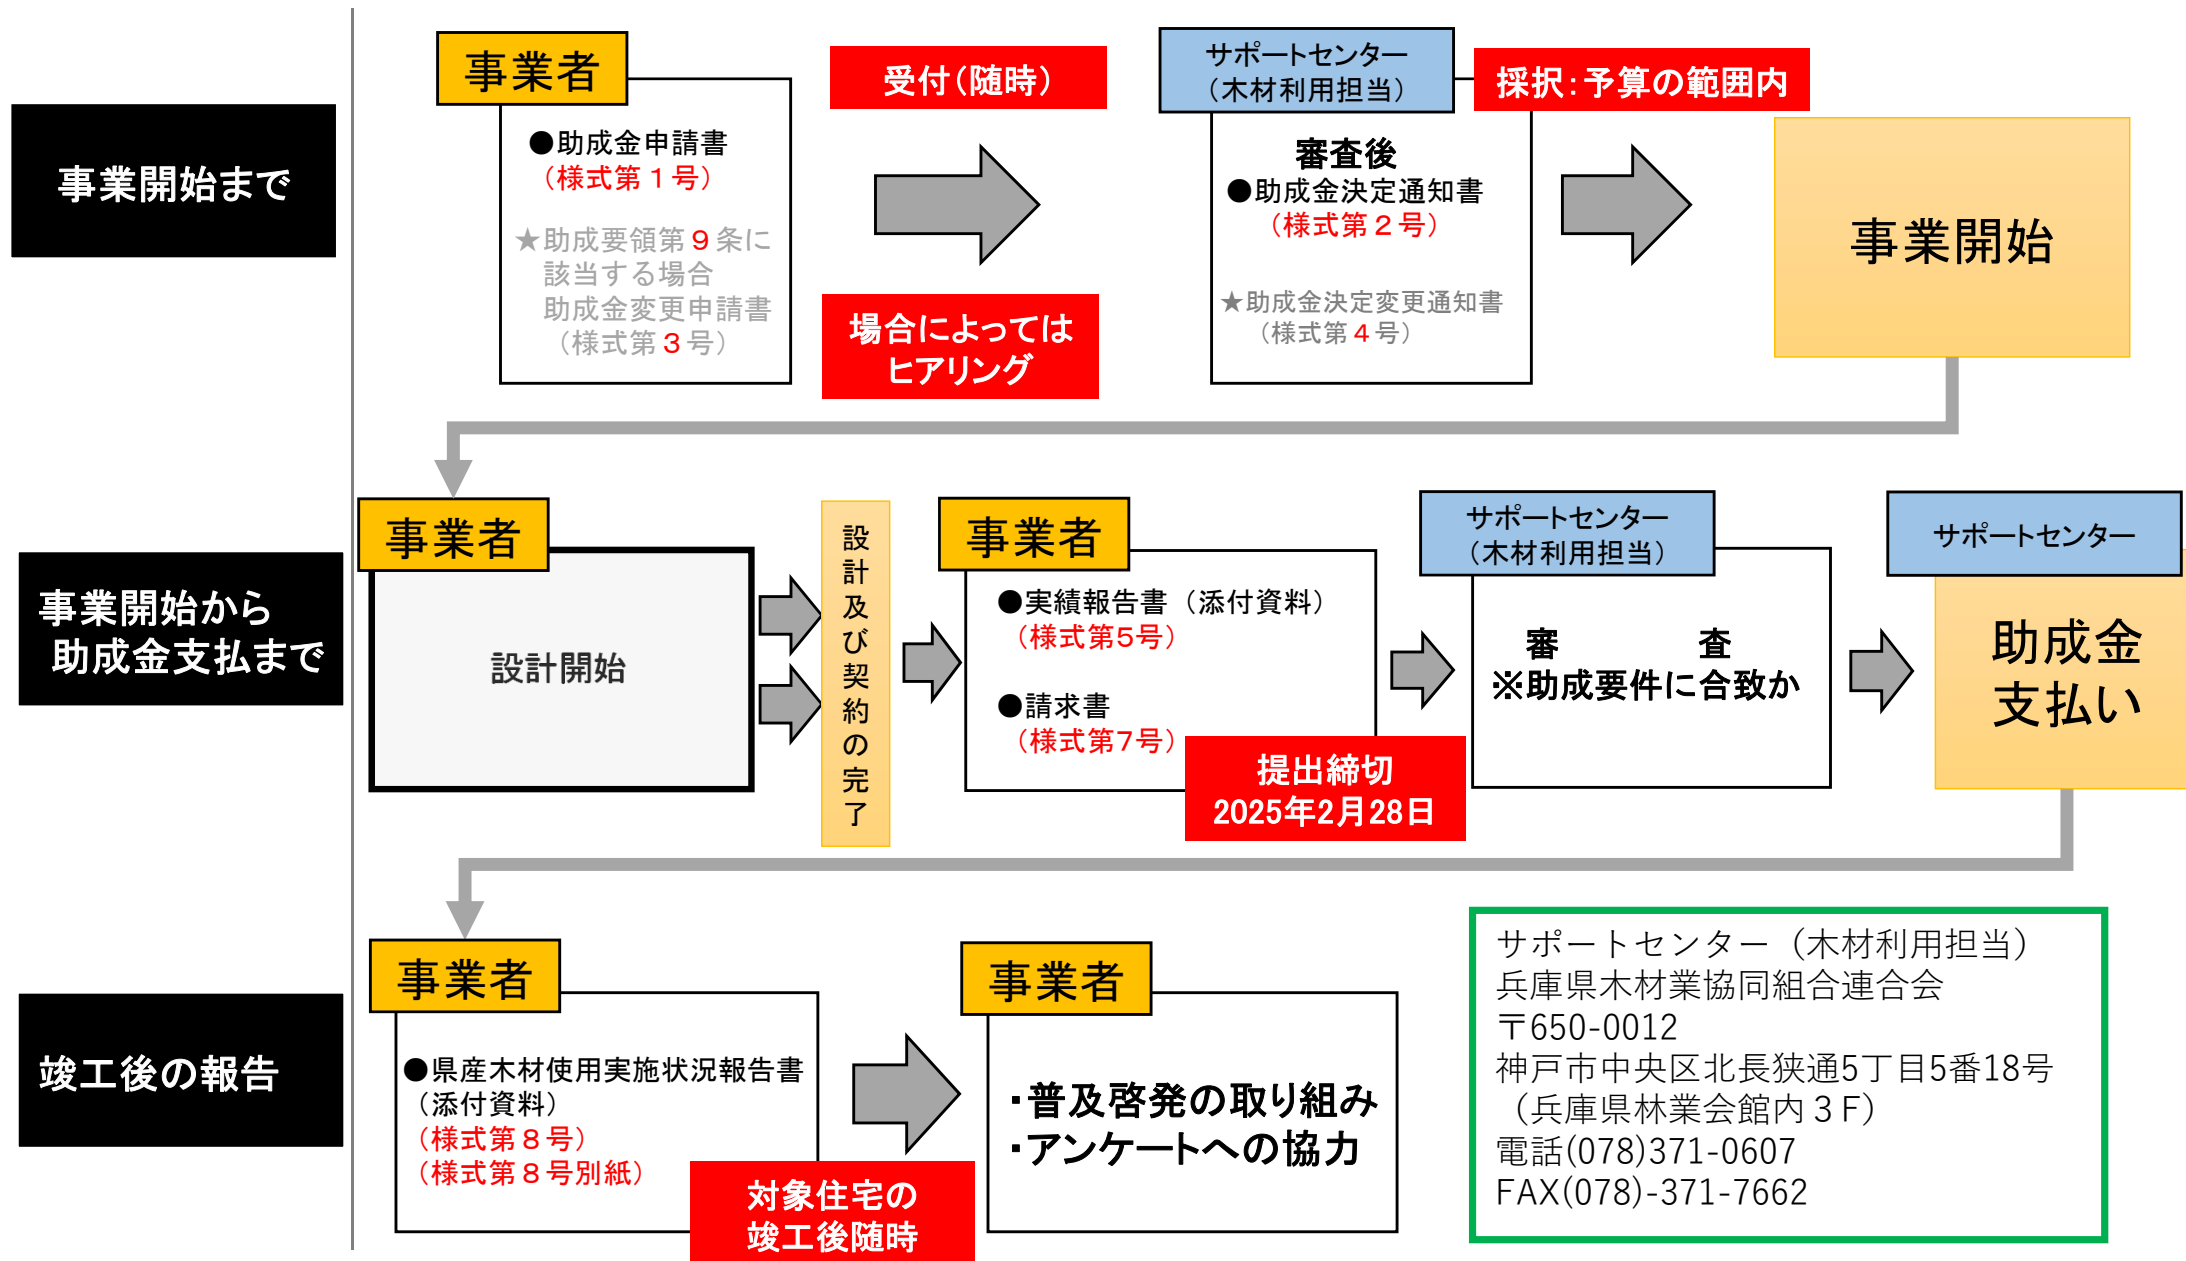 事業開始まで
事業者
●助成金申請書
（様式第１号）
★助成要領第９条に
該当する場合
助成金変更申請書
（様式第３号）
受付（随時）
場合によっては
ヒアリング
サポートセンター
（木材利用担当）
審査後
●助成金決定通知書
（様式第２号）
★助成金決定変更通知書
（様式第４号）
採択：予算の範囲内
事業開始
事業開始から
助成金支払まで
事業者
設計開始
設計及び契約の完了
事業者
●実績報告書（添付資料）
（様式第5号）
●請求書
（様式第7号）
提出締切
2025年2月28日
サポートセンター
（木材利用担当）
審　　　査
※助成要件に合致か
サポートセンター
助成金
支払い
竣工後の報告
事業者
●県産木材使用実施状況報告書
（添付資料）
（様式第８号）
（様式第８号別紙）
対象住宅の
竣工後随時
事業者
・普及啓発の取り組み
・アンケートへの協力
サポートセンター（木材利用担当）
兵庫県木材業協同組合連合会
〒650-0012
神戸市中央区北長狭通5丁目5番18号
（兵庫県林業会館内３F）
電話(078)371-0607
FAX(078)-371-7662